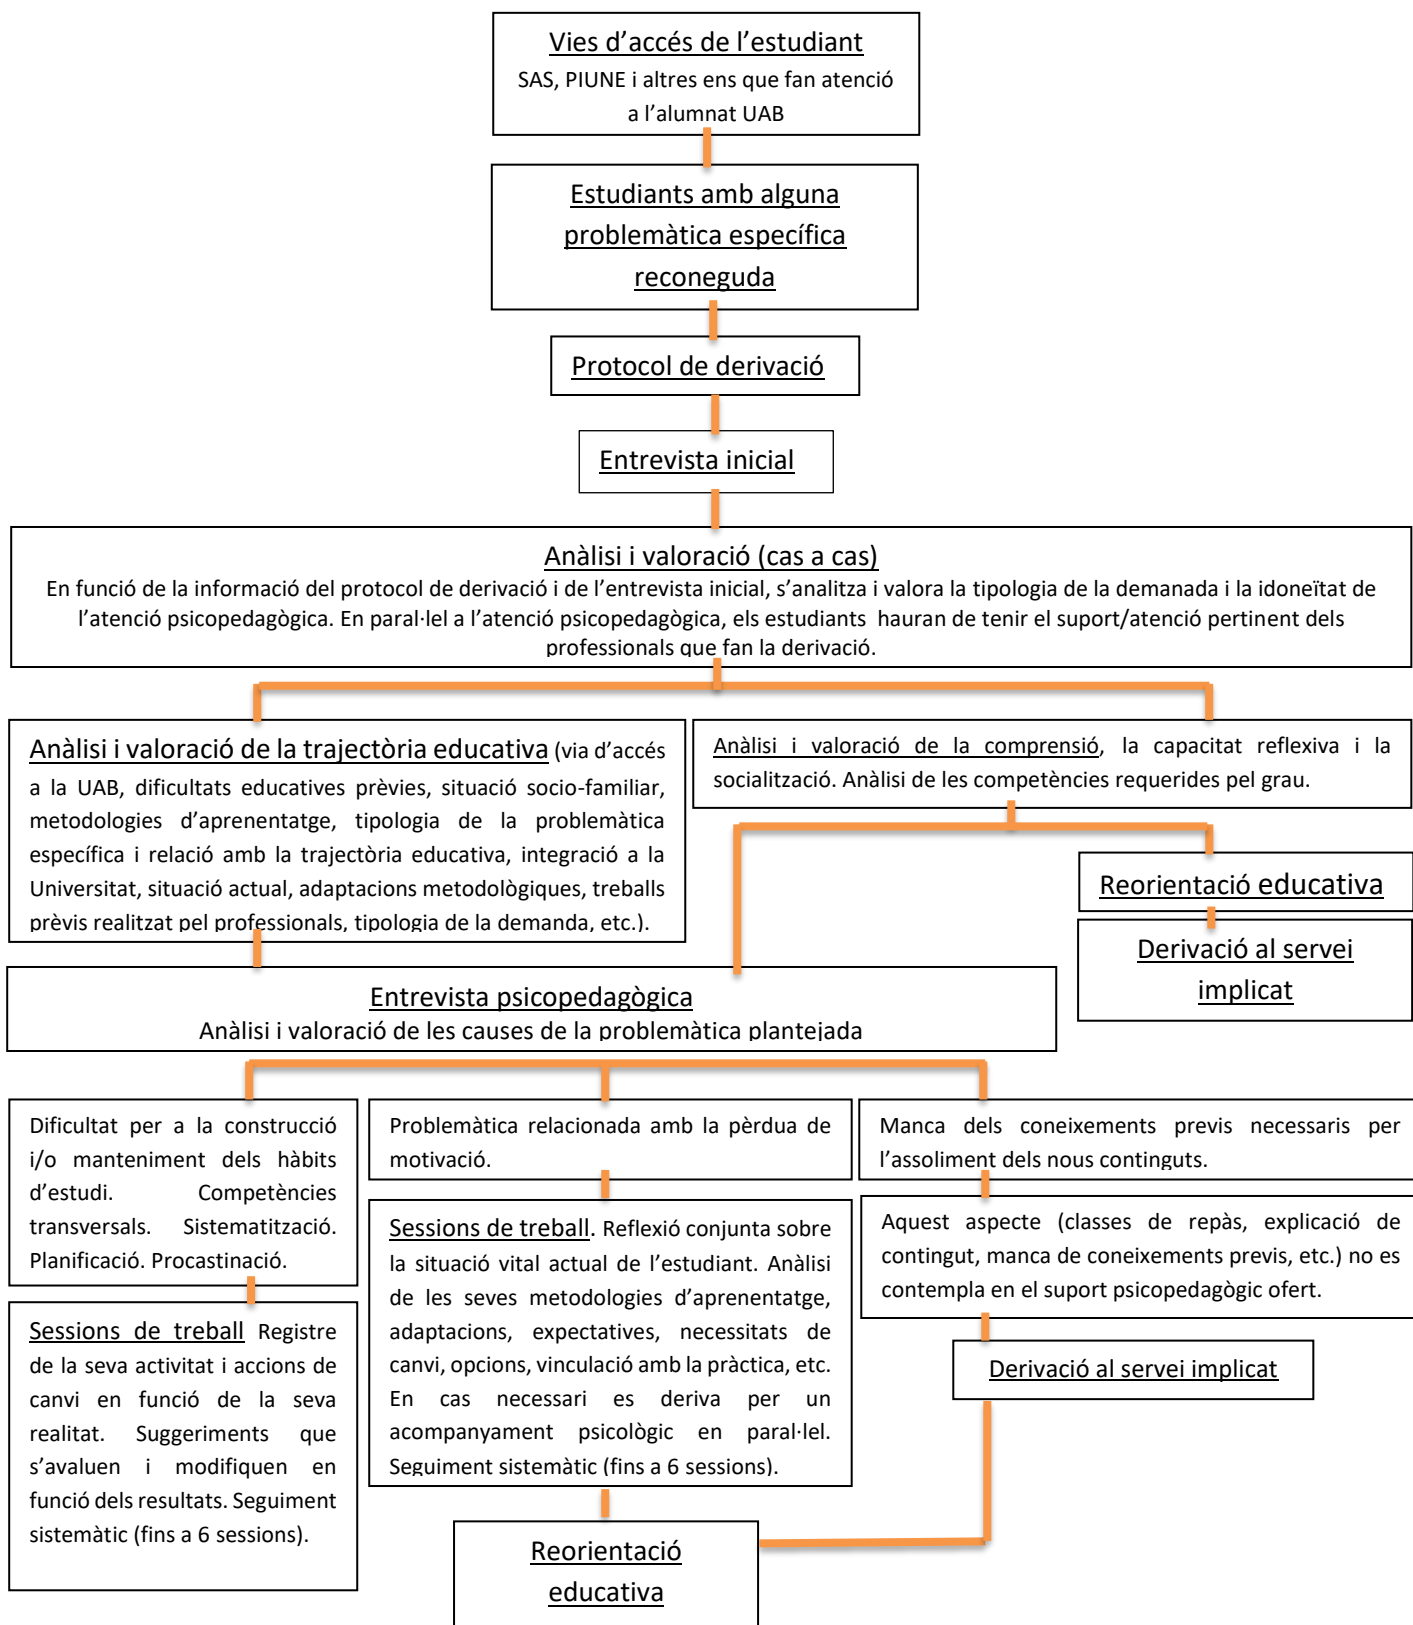 Vies d’accés de l’estudiant
SAS, PIUNE i altres ens que fan atenció
a l’alumnat UAB
Estudiants amb alguna
problemàtica específica
reconeguda
Protocol de derivació
Entrevista inicial
Anàlisi i valoració (cas a cas)
En funció de la informació del protocol de derivació i de l’entrevista inicial, s’analitza i valora la tipologia de la demanada i la idoneïtat de
l’atenció psicopedagògica. En paral·lel a l’atenció psicopedagògica, els estudiants hauran de tenir el suport/atenció pertinent dels
professionals que fan la derivació.
Anàlisi i valoració de la trajectòria educativa (via d’accés
a la UAB, dificultats educatives prèvies, situació socio-familiar,
metodologies d’aprenentatge, tipologia de la problemàtica
específica i relació amb la trajectòria educativa, integració a la
Universitat, situació actual, adaptacions metodològiques, treballs
prèvis realitzat pel professionals, tipologia de la demanda, etc.).
Anàlisi i valoració de la comprensió, la capacitat reflexiva i la
socialització. Anàlisi de les competències requerides pel grau.
Reorientació educativa
Derivació al servei
implicat
Entrevista psicopedagògica
Anàlisi i valoració de les causes de la problemàtica plantejada
Dificultat per a la construcció
i/o manteniment dels hàbits
d’estudi. Competències
transversals. Sistematització.
Planificació. Procastinació.
Sessions de treball Registre
de la seva activitat i accions de
canvi en funció de la seva
realitat. Suggeriments que
s’avaluen i modifiquen en
funció dels resultats. Seguiment
sistemàtic (fins a 6 sessions).
Problemàtica relacionada amb la pèrdua de
motivació.
Sessions de treball. Reflexió conjunta sobre
la situació vital actual de l’estudiant. Anàlisi
de les seves metodologies d’aprenentatge,
adaptacions, expectatives, necessitats de
canvi, opcions, vinculació amb la pràctica, etc.
En cas necessari es deriva per un
acompanyament psicològic en paral·lel.
Seguiment sistemàtic (fins a 6 sessions).
Manca dels coneixements previs necessaris per
l’assoliment dels nous continguts.
Aquest aspecte (classes de repàs, explicació de
contingut, manca de coneixements previs, etc.) no es
contempla en el suport psicopedagògic ofert.
Derivació al servei implicat
Reorientació
educativa